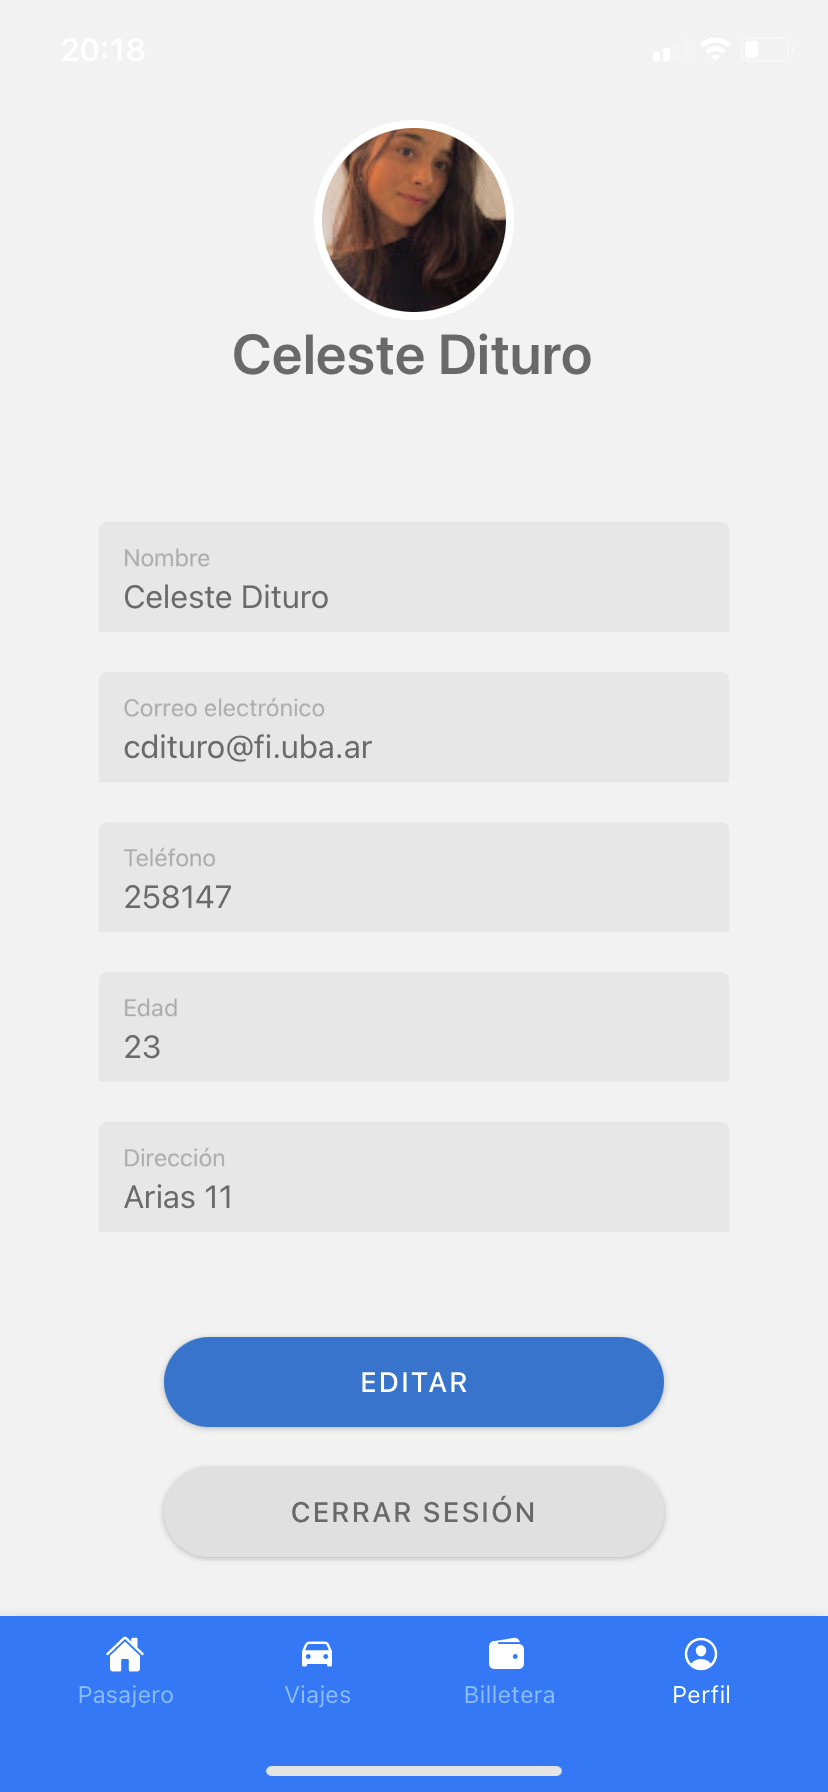 20:18
Celeste Dituro
Nombre
Celeste Dituro
Correo electrónico
cdituro@fi.uba.ar
Teléfono
258147
Edad
23
Dirección
Arias 11
EDITAR
CERRAR SESIÓN
Pasajero
Viajes
Billetera
Perfil